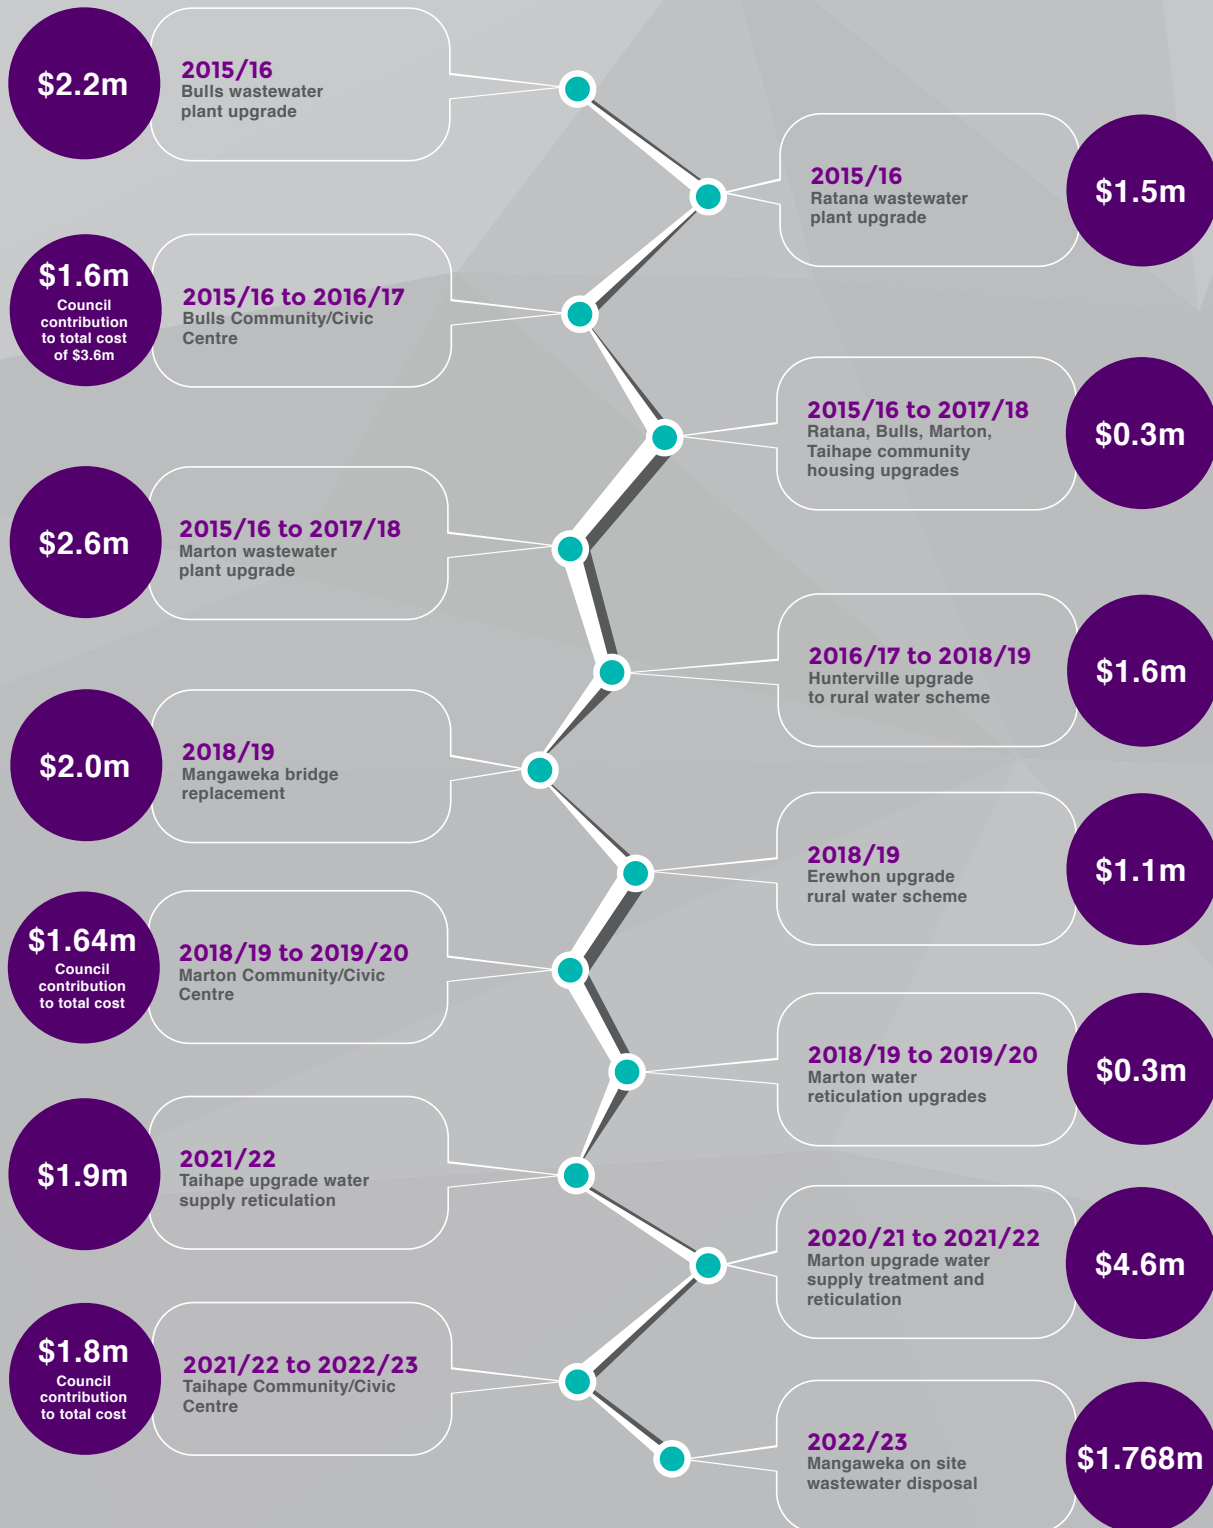 $2.2m
2015/16
Bulls wastewater
plant upgrade
2015/16
Ratana wastewater
plant upgrade
$1.5m
$1.6m
Council
contribution
to total cost
of $3.6m
2015/16 to 2016/17
Bulls Community/Civic
Centre
2015/16 to 2017/18
Ratana, Bulls, Marton,
Taihape community
housing upgrades
$0.3m
$2.6m
2015/16 to 2017/18
Marton wastewater
plant upgrade
2016/17 to 2018/19
Hunterville upgrade
to rural water scheme
$1.6m
$2.0m
2018/19
Mangaweka bridge
replacement
2018/19
Erewhon upgrade
rural water scheme
$1.1m
$1.64m
Council
contribution
to total cost
2018/19 to 2019/20
Marton Community/Civic
Centre
2018/19 to 2019/20
Marton water
reticulation upgrades
$0.3m
$1.9m
2021/22
Taihape upgrade water
supply reticulation
2020/21 to 2021/22
Marton upgrade water
supply treatment and
reticulation
$4.6m
$1.8m
Council
contribution
to total cost
2021/22 to 2022/23
Taihape Community/Civic
Centre
2022/23
Mangaweka on site
wastewater disposal
$1.768m